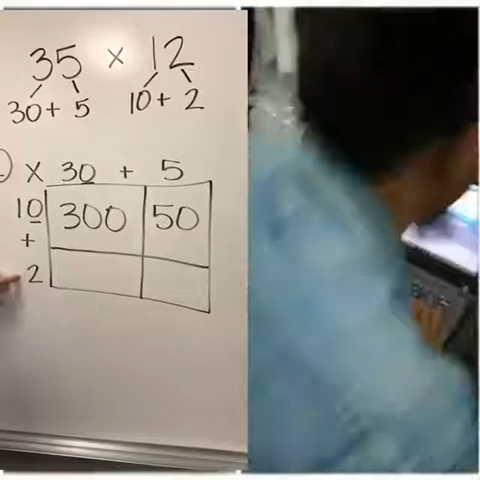 35 × 12
30 + 5 10 + 2
) × 30 + 5
10 300 50
+
2